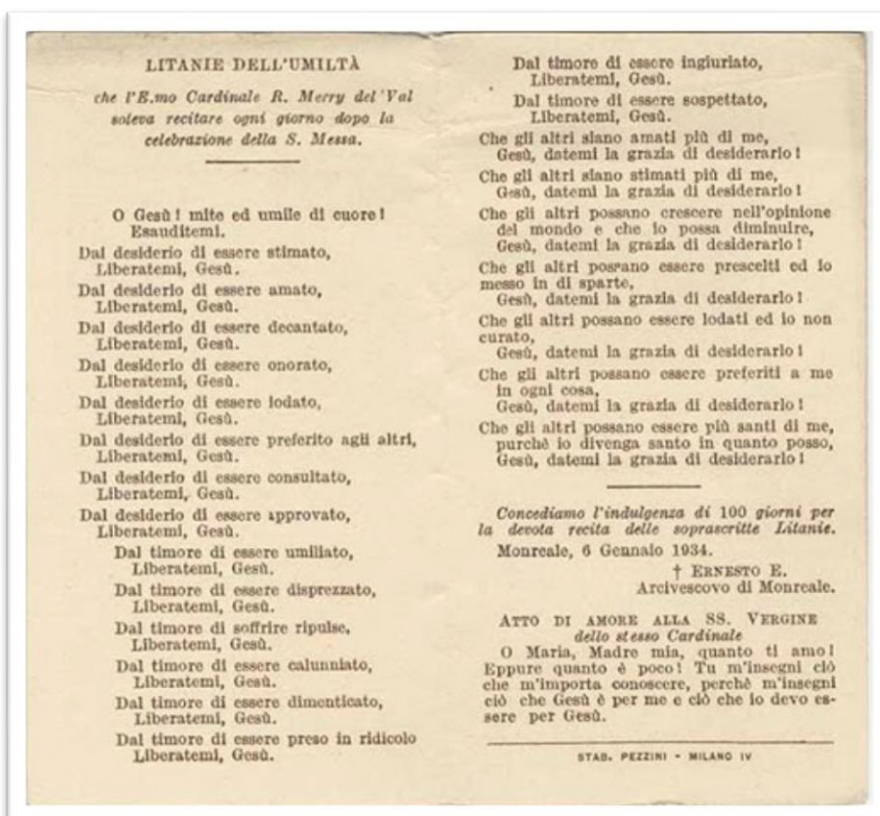 LITANIE DELL'UMILTÀ
che l'E.mo Cardinale R. Merry del Val
soleva recitare ogni giorno dopo la
celebrazione della S. Messa.
O Gesù! mite ed umile di cuore!
Esauditemi.
Dal desiderio di essere stimato,
Liberatemi, Gesù.
Dal desiderio di essere amato,
Liberatemi, Gesù.
Dal desiderio di essere decantato,
Liberatemi, Gesù.
Dal desiderio di essere onorato,
Liberatemi, Gesù.
Dal desiderio di essere lodato,
Liberatemi, Gesù.
Dal desiderio di essere preferito agli altri,
Liberatemi, Gesù.
Dal desiderio di essere consultato,
Liberatemi, Gesù.
Dal desiderio di essere approvato,
Liberatemi, Gesù.
Dal timore di essere umiliato,
Liberatemi, Gesù.
Dal timore di essere disprezzato,
Liberatemi, Gesù.
Dal timore di soffrire ripulse,
Liberatemi, Gesù.
Dal timore di essere calunniato,
Liberatemi, Gesù.
Dal timore di essere dimenticato,
Liberatemi, Gesù.
Dal timore di essere preso in ridicolo
Liberatemi, Gesù.
Dal timore di essere ingiuriato,
Liberatemi, Gesù.
Dal timore di essere sospettato,
Liberatemi, Gesù.
Che gli altri siano amati più di me,
Gesù, datemi la grazia di desiderarlo!
Che gli altri siano stimati più di me,
Gesù, datemi la grazia di desiderarlo!
Che gli altri possano crescere nell'opinione
del mondo e che io possa diminuire,
Gesù, datemi la grazia di desiderarlo!
Che gli altri possano essere prescelti ed io
messo in di sparte,
Gesù, datemi la grazia di desiderarlo!
Che gli altri possano essere lodati ed io non
curato,
Gesù, datemi la grazia di desiderarlo!
Che gli altri possano essere preferiti a me
in ogni cosa,
Gesù, datemi la grazia di desiderarlo!
Che gli altri possano essere più santi di me,
purchè io divenga santo in quanto posso,
Gesù, datemi la grazia di desiderarlo!
Concediamo l'indulgenza di 100 giorni per
la devota recita delle soprascritte Litanie.
Monreale, 6 Gennaio 1934.
† ERNESTO E.
Arcivescovo di Monreale.
ATTO DI AMORE ALLA SS. VERGINE
dello stesso Cardinale
O Maria, Madre mia, quanto ti amo!
Eppure quanto è poco! Tu m'insegni ciò
che m'importa conoscere, perchè m'insegni
ciò che Gesù è per me e ciò che io devo es-
sere per Gesù.
STAB. PEZZINI - MILANO IV